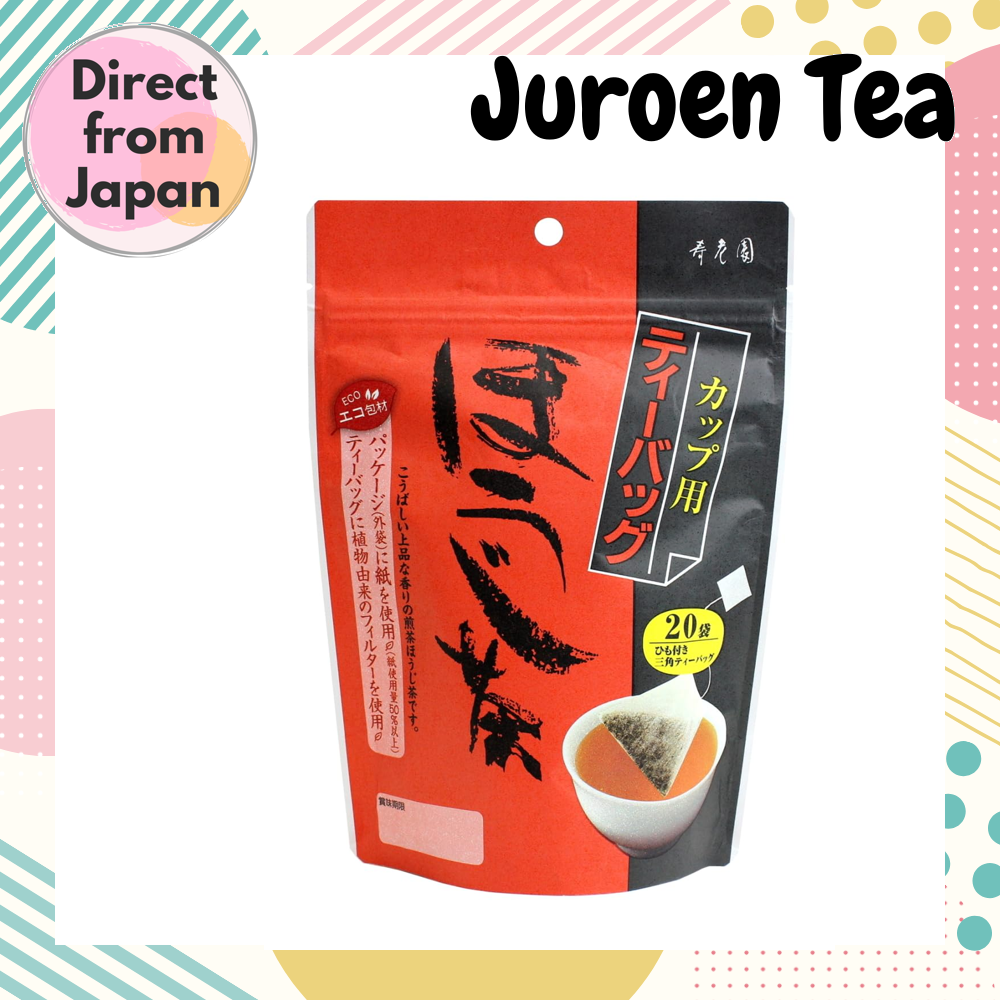 Direct
from
Japan
Juroen Tea
寿老園
カップ用
ティーバッグ
ほうじ茶
ECO
エコ包材
パッケージ(外袋)に紙を使用(紙使用量50%以上)
ティーバッグに植物由来のフィルターを使用
こうばしい上品な香りの煎茶ほうじ茶です。
20袋
ひも付き
三角ティーバッグ
賞味期限